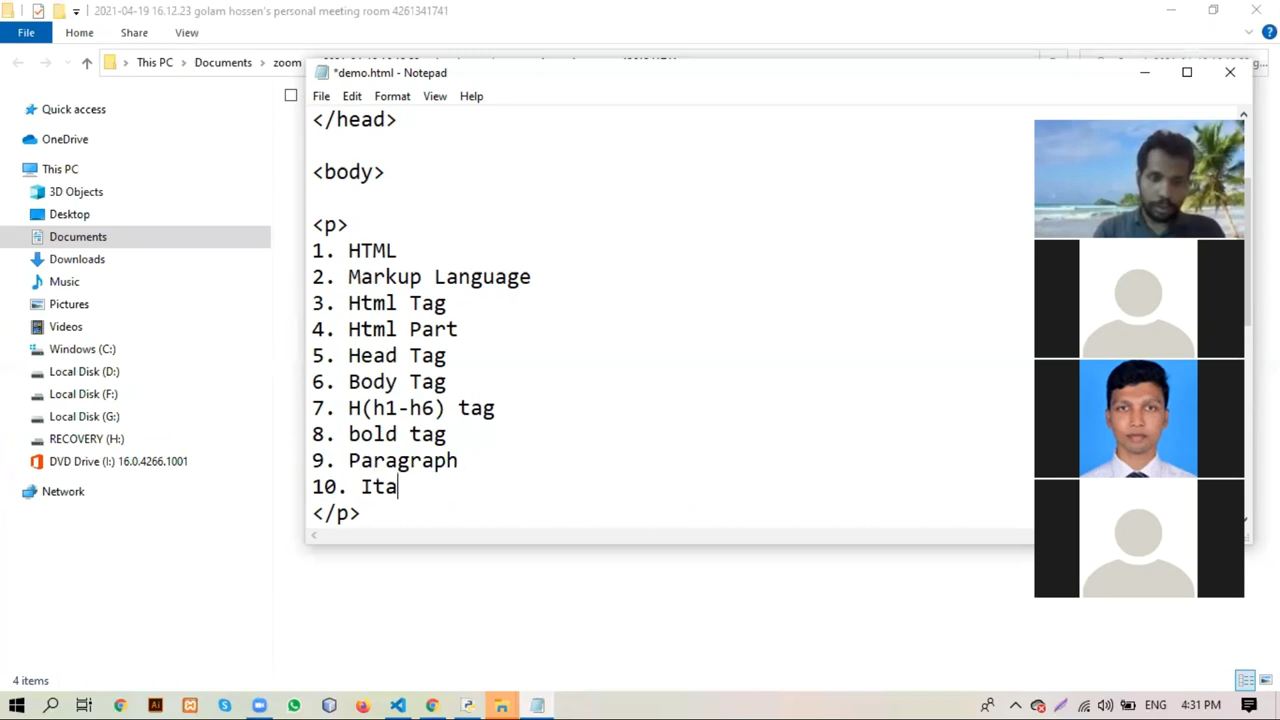 2021-04-19 16.12.23 golam hossen's personal meeting room 4261341741
File Home Share View
This PC Documents zoom
*demo.html - Notepad
File Edit Format View Help
Quick access
OneDrive
This PC
3D Objects
Desktop
Documents
Downloads
Music
Pictures
Videos
Windows (C:)
Local Disk (D:)
Local Disk (F:)
Local Disk (G:)
RECOVERY (H:)
DVD Drive (I:) 16.0.4266.1001
Network
</head>
<body>
<p>
1. HTML
2. Markup Language
3. Html Tag
4. Html Part
5. Head Tag
6. Body Tag
7. H(h1-h6) tag
8. bold tag
9. Paragraph
10. Ita
</p>
4 items
ENG 4:31 PM